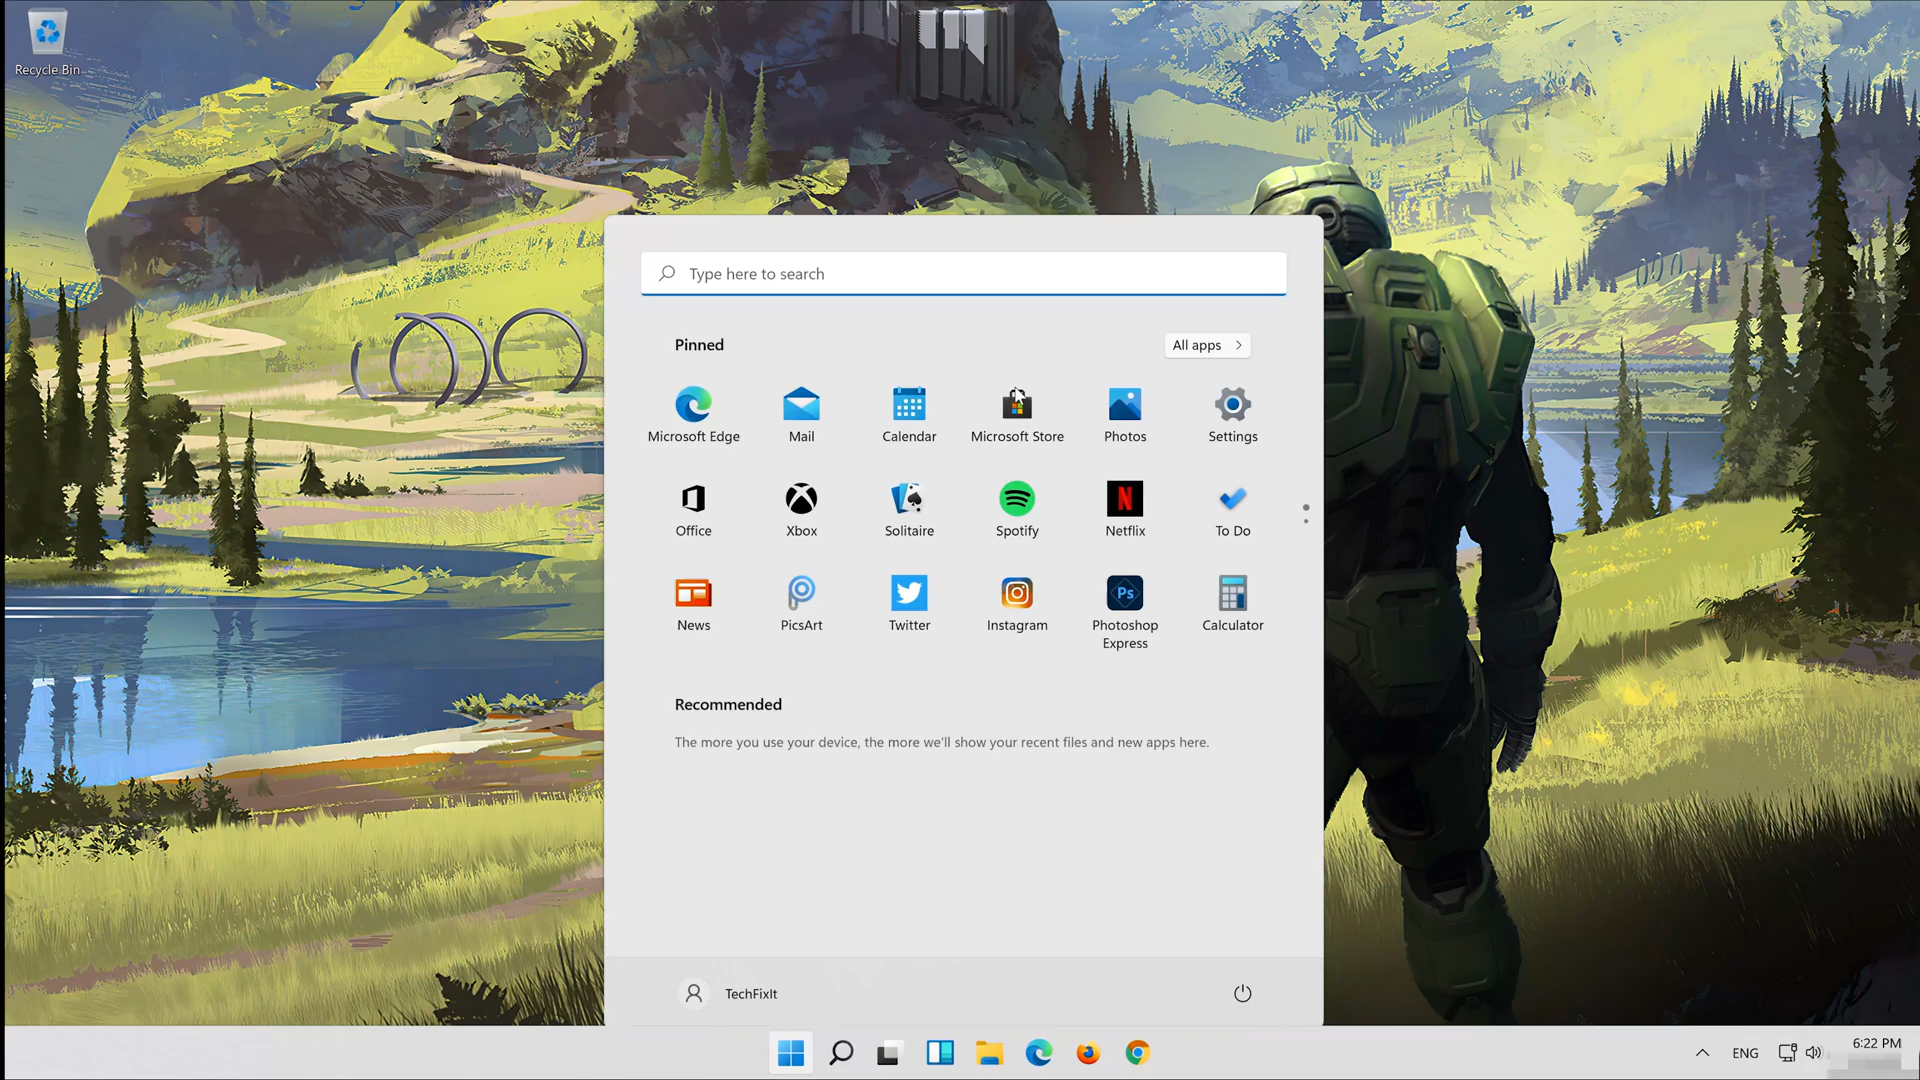 Recycle Bin
Type here to search
Pinned
All apps
Microsoft Edge
Mail
Calendar
Microsoft Store
Photos
Settings
Office
Xbox
Solitaire
Spotify
Netflix
To Do
News
PicsArt
Twitter
Instagram
Ps
Photoshop
Express
Calculator
Recommended
The more you use your device, the more we'll show your recent files and new apps here.
TechFixIt
ENG
6:22 PM